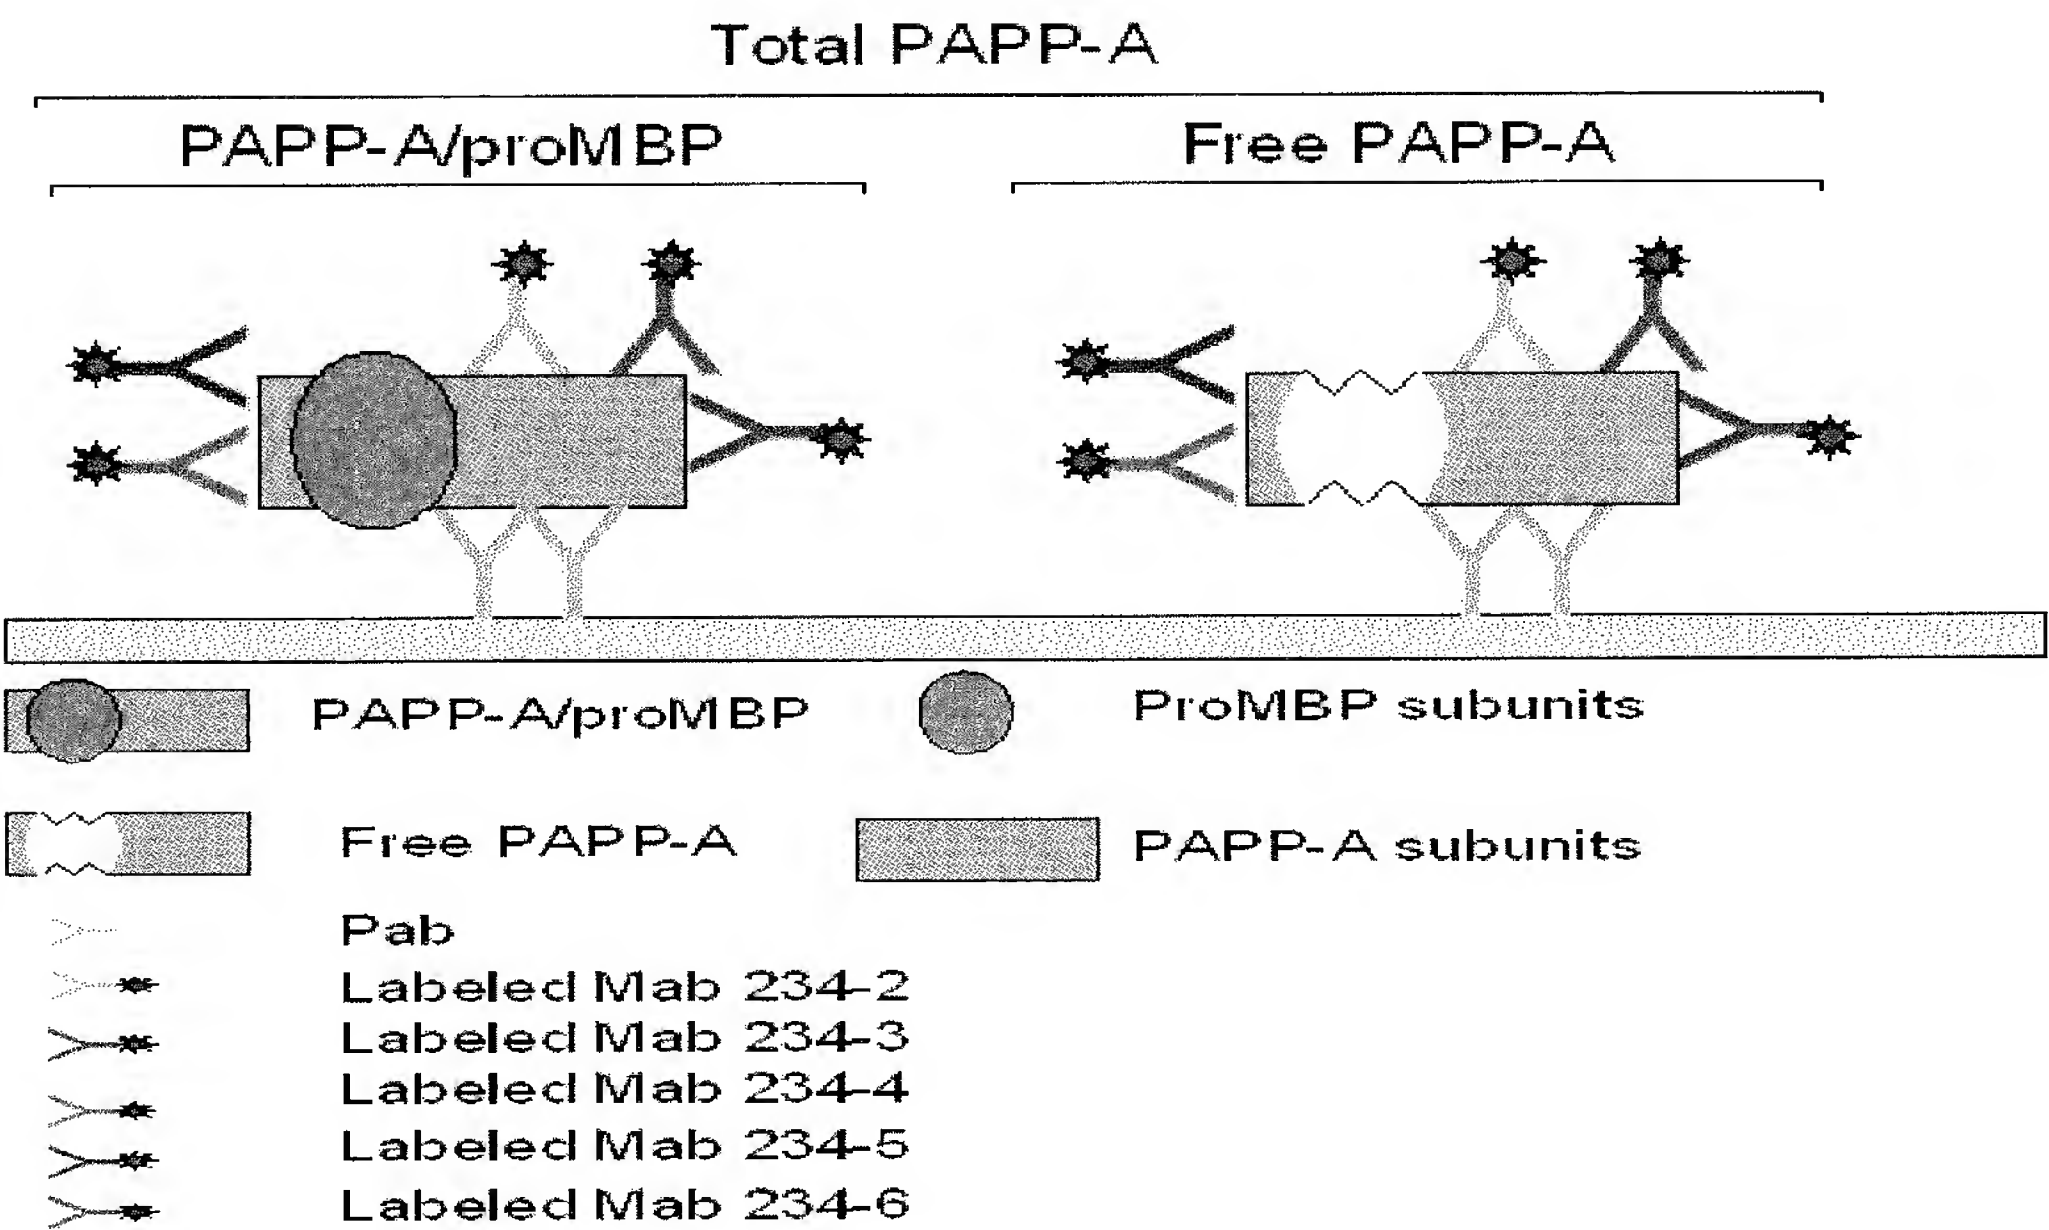 Total PAPP-A
PAPP-A/proMBP
Free PAPP-A
PAPP-A/proMBP
ProMBP subunits
Free PAPP-A
PAPP-A subunits
Pab
Labeled Mab 234-2
Labeled Mab 234-3
Labeled Mab 234-4
Labeled Mab 234-5
Labeled Mab 234-6